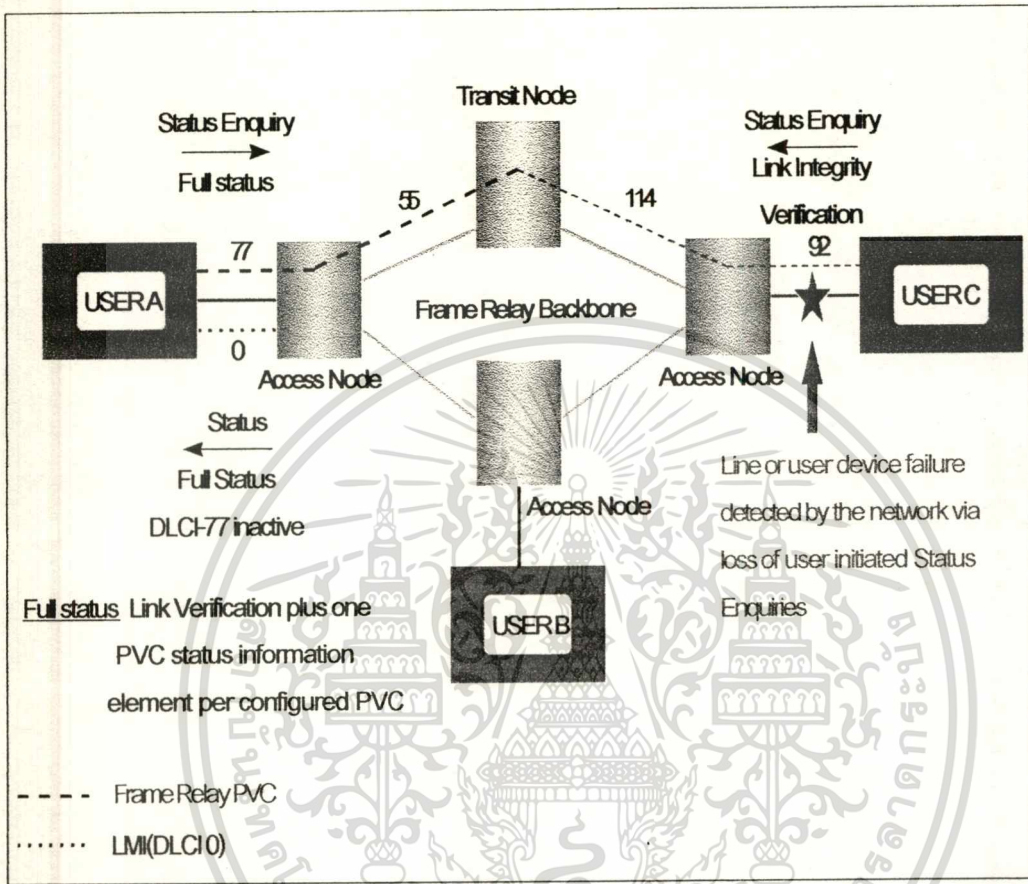 Transit Node
Status Enquiry
Full status
Status Enquiry
Link Integrity
Verification
55
114
77
92
USER A
Frame Relay Backbone
USER C
0
Access Node
Access Node
Status
Full Status
DLCI-77 inactive
Access Node
Line or user device failure
detected by the network via
loss of user initiated Status
Enquiries
Full status Link Verification plus one
PVC status information
element per configured PVC
USER B
Frame Relay PVC
LMI(DLCI 0)